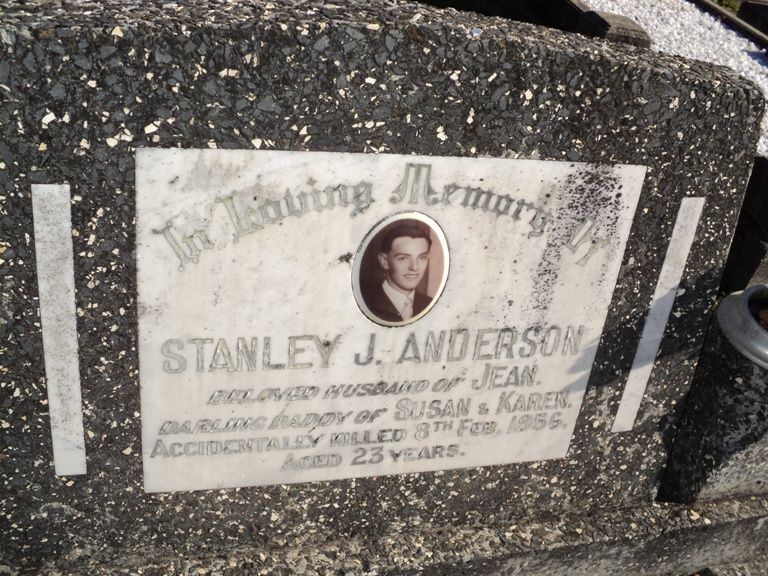 In Loving Memory of
STANLEY J. ANDERSON
BELOVED HUSBAND OF JEAN.
DARLING DADDY OF SUSAN & KAREN.
ACCIDENTALLY KILLED 8TH FEB. 1956.
AGED 23 YEARS.